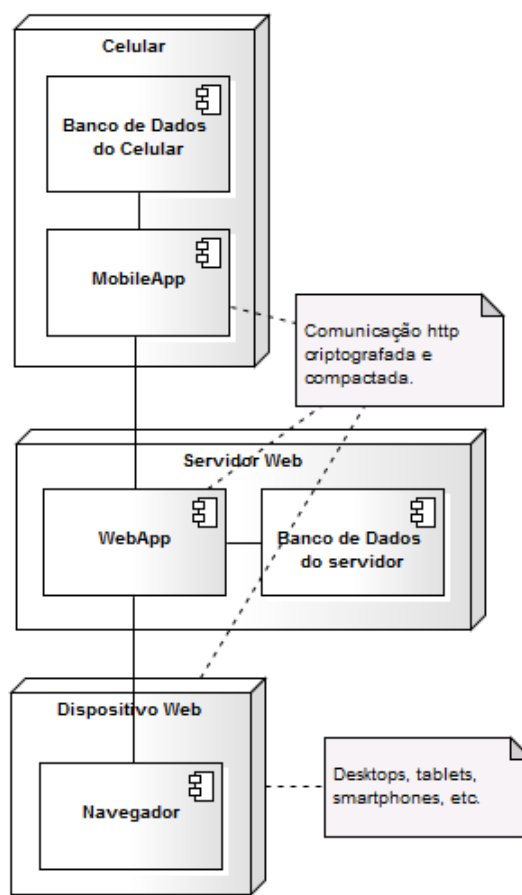 Celular
Banco de Dados
do Celular
MobileApp
Comunicação http
criptografada e
compactada.
Servidor Web
WebApp
Banco de Dados
do servidor
Dispositivo Web
Navegador
Desktops, tablets,
smartphones, etc.